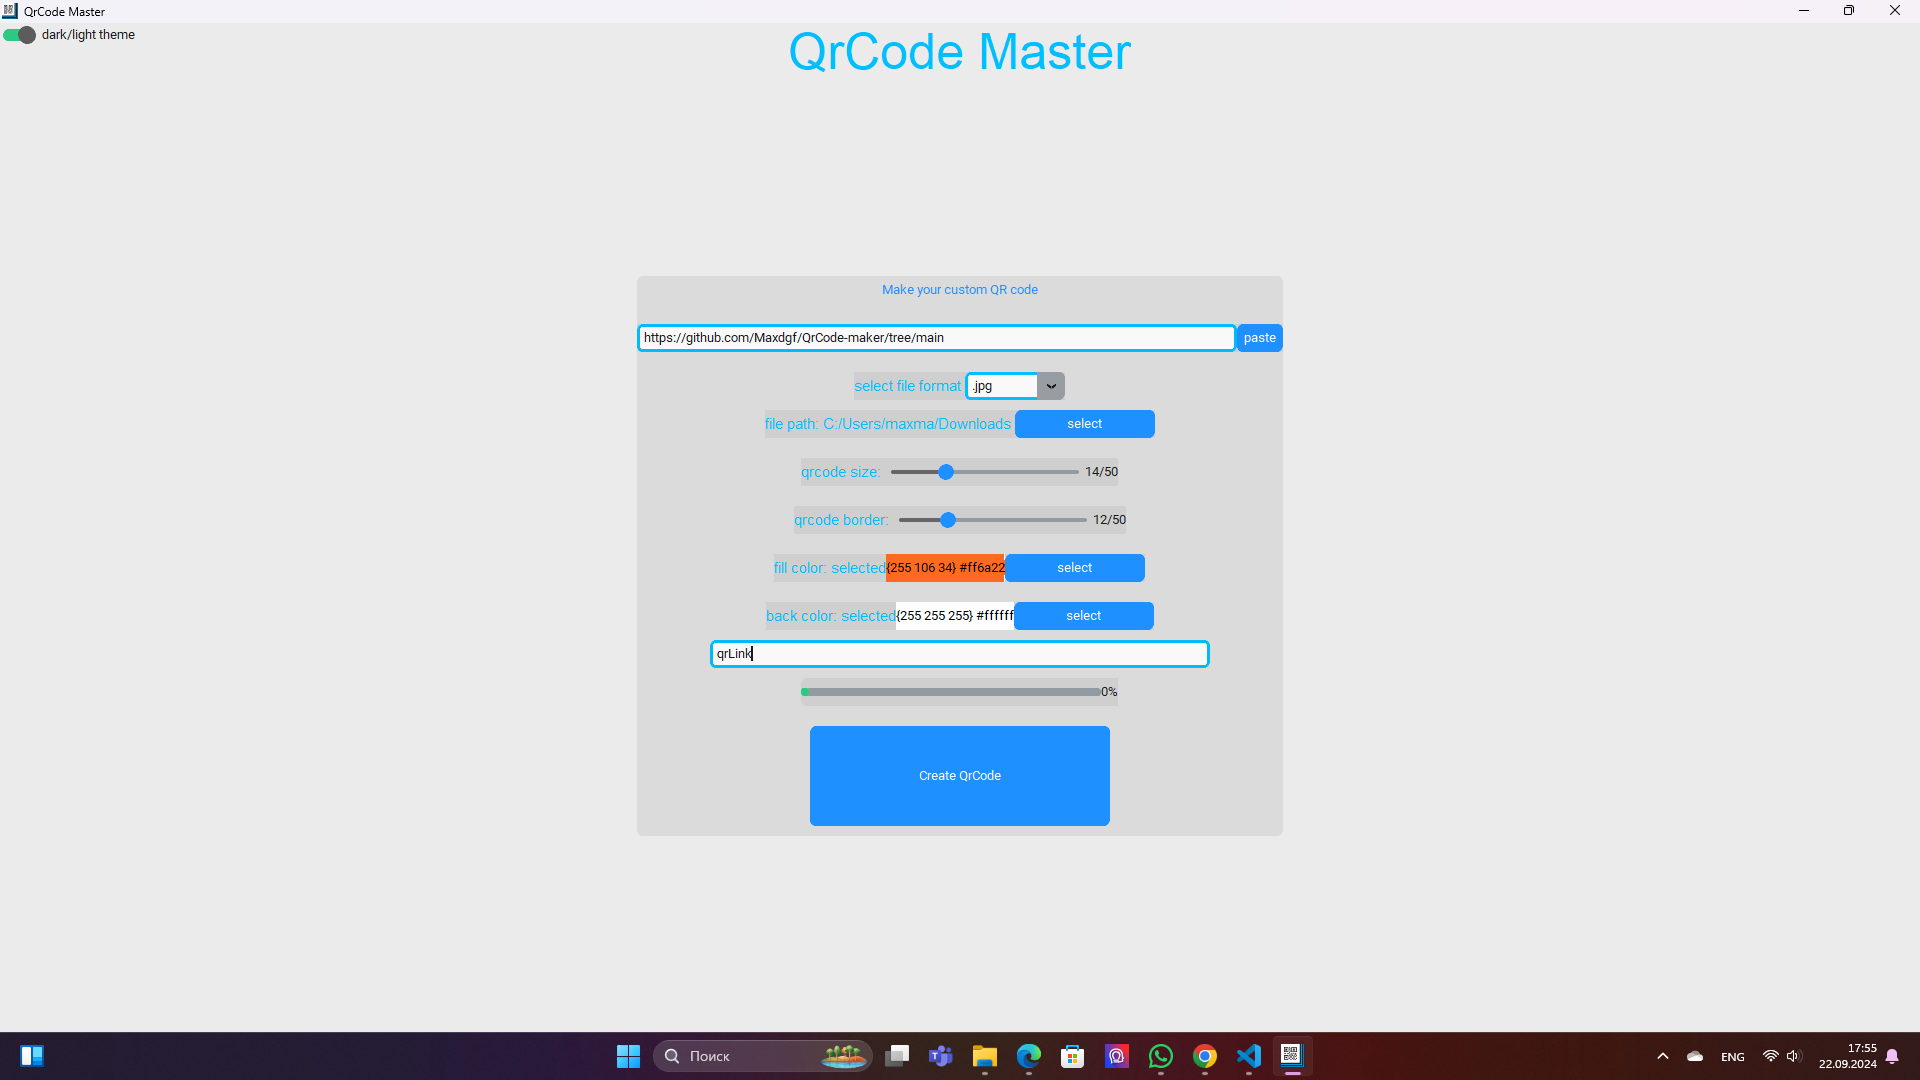 QrCode Master
dark/light theme
QrCode Master
Make your custom QR code
https://github.com/Maxdgf/QrCode-maker/tree/main paste
select file format .jpg
file path: C:/Users/maxma/Downloads select
qrcode size: 14/50
qrcode border: 12/50
fill color: selected{255 106 34} #ff6a22 select
back color: selected{255 255 255} #ffffff select
qrLink
0%
Create QrCode
Поиск
ENG
17:55
22.09.2024